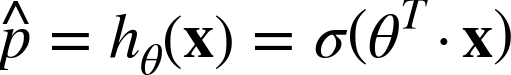 p̂ = h_θ(𝐱) = σ(θ^T · 𝐱)